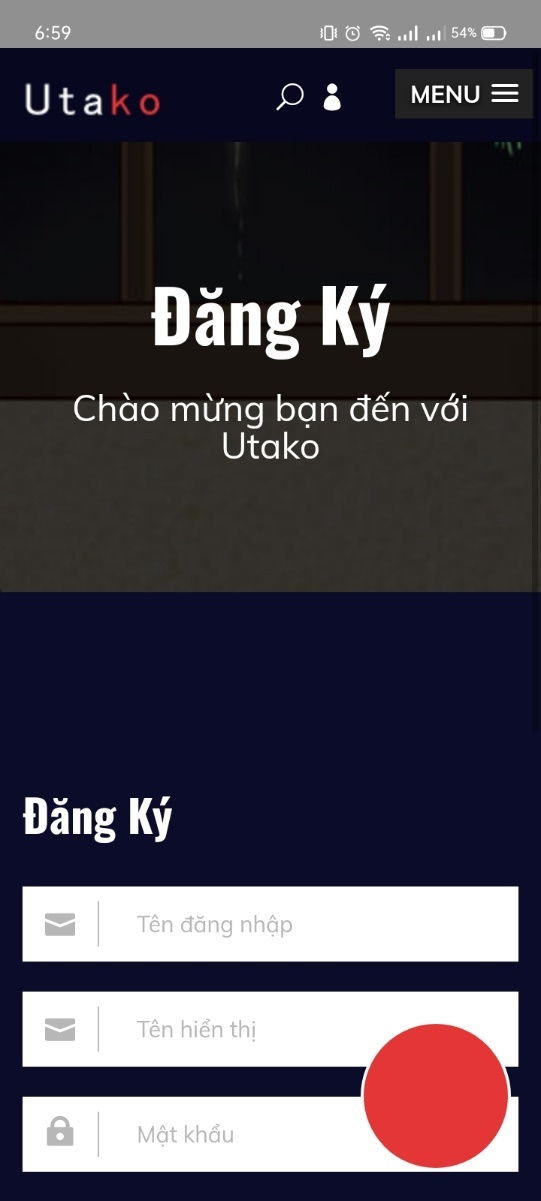 6:59
54%
Utako
MENU
Đăng Ký
Chào mừng bạn đến với
Utako
Đăng Ký
Tên đăng nhập
Tên hiển thị
Mật khẩu